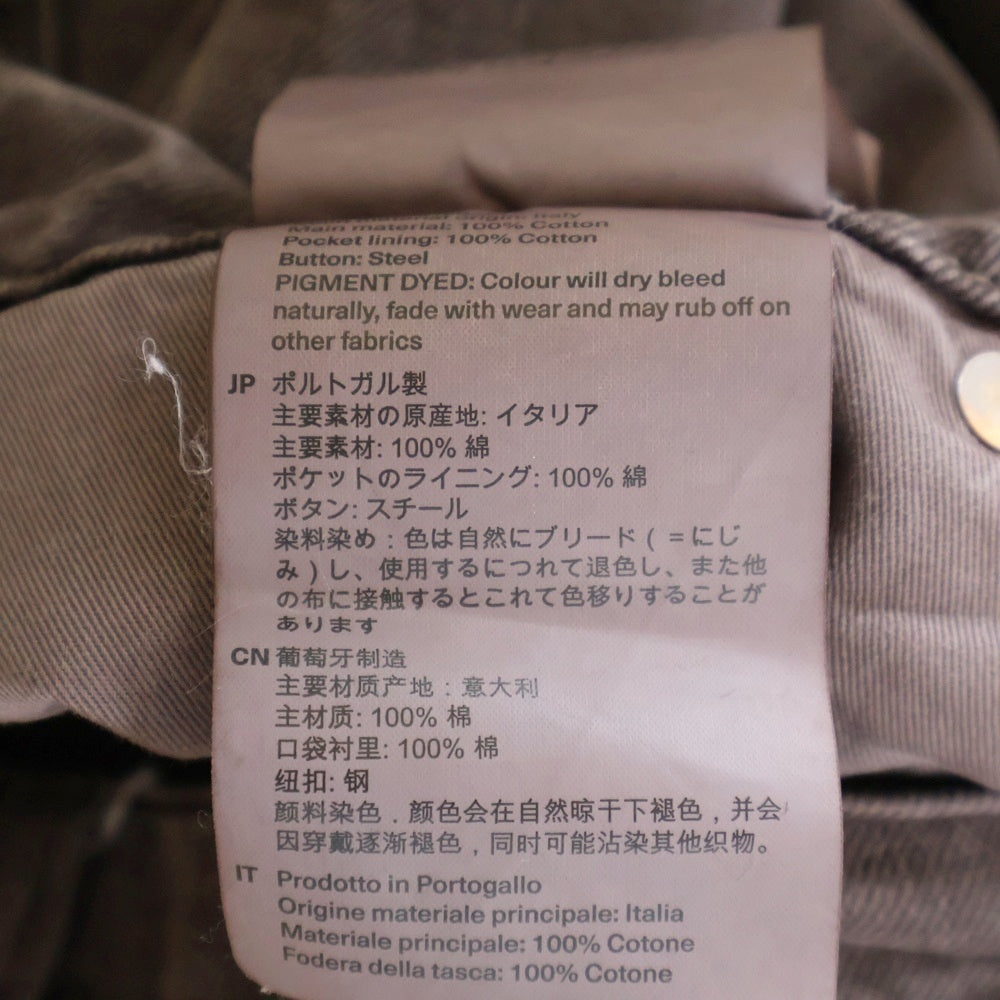 Main material origin: Italy
Main material: 100% Cotton
Pocket lining: 100% Cotton
Button: Steel
PIGMENT DYED: Colour will dry bleed
naturally, fade with wear and may rub off on
other fabrics
JP ポルトガル製
主要素材の原産地: イタリア
主要素材: 100% 綿
ポケットのライニング: 100% 綿
ボタン: スチール
染料染め：色は自然にブリード（＝にじ
み）し、使用するにつれて退色し、また他
の布に接触するとこれて色移りすることが
あります
CN 葡萄牙制造
主要材质产地：意大利
主材质: 100% 棉
口袋衬里: 100% 棉
纽扣: 钢
颜料染色．颜色会在自然晾干下褪色，并会
因穿戴逐渐褪色，同时可能沾染其他织物。
IT Prodotto in Portogallo
Origine materiale principale: Italia
Materiale principale: 100% Cotone
Fodera della tasca: 100% Cotone